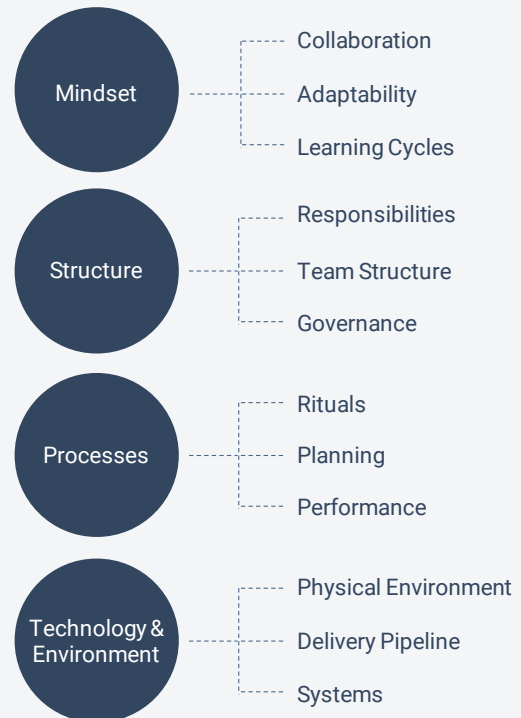 Mindset
Collaboration
Adaptability
Learning Cycles
Structure
Responsibilities
Team Structure
Governance
Processes
Rituals
Planning
Performance
Technology &
Environment
Physical Environment
Delivery Pipeline
Systems